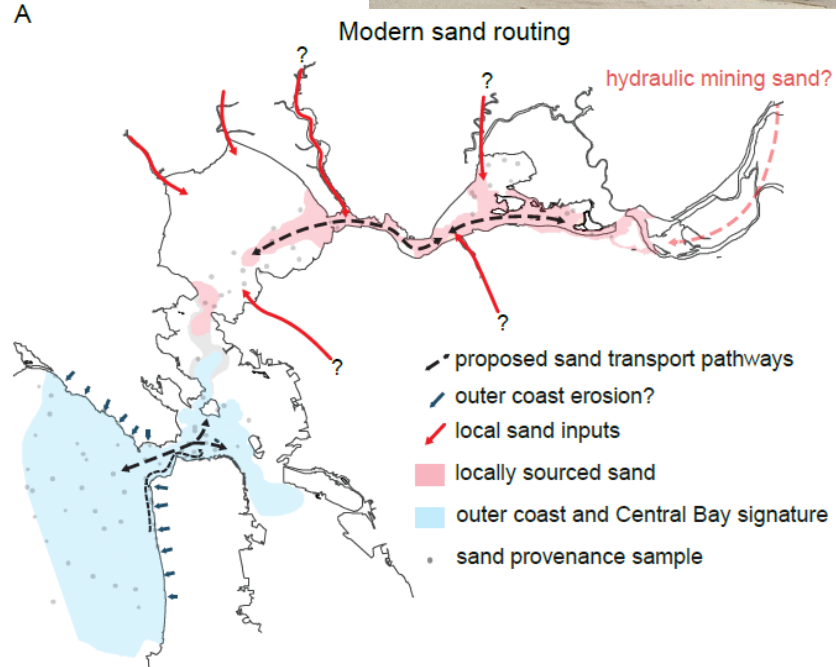 A
Modern sand routing
?
?
hydraulic mining sand?
?
?
proposed sand transport pathways
outer coast erosion?
local sand inputs
locally sourced sand
outer coast and Central Bay signature
sand provenance sample